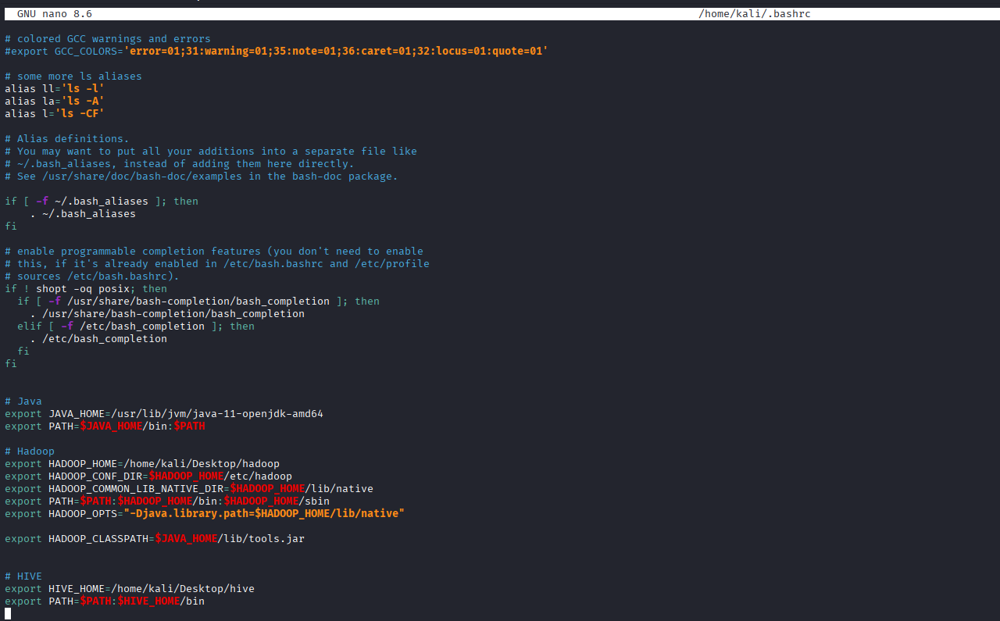 GNU nano 8.6 /home/kali/.bashrc
# colored GCC warnings and errors
#export GCC_COLORS='error=01;31:warning=01;35:note=01;36:caret=01;32:locus=01:quote=01'
# some more ls aliases
alias ll='ls -l'
alias la='ls -A'
alias l='ls -CF'
# Alias definitions.
# You may want to put all your additions into a separate file like
# ~/.bash_aliases, instead of adding them here directly.
# See /usr/share/doc/bash-doc/examples in the bash-doc package.
if [ -f ~/.bash_aliases ]; then
    . ~/.bash_aliases
fi
# enable programmable completion features (you don't need to enable
# this, if it's already enabled in /etc/bash.bashrc and /etc/profile
# sources /etc/bash.bashrc).
if ! shopt -oq posix; then
  if [ -f /usr/share/bash-completion/bash_completion ]; then
    . /usr/share/bash-completion/bash_completion
  elif [ -f /etc/bash_completion ]; then
    . /etc/bash_completion
  fi
fi
# Java
export JAVA_HOME=/usr/lib/jvm/java-11-openjdk-amd64
export PATH=$JAVA_HOME/bin:$PATH
# Hadoop
export HADOOP_HOME=/home/kali/Desktop/hadoop
export HADOOP_CONF_DIR=$HADOOP_HOME/etc/hadoop
export HADOOP_COMMON_LIB_NATIVE_DIR=$HADOOP_HOME/lib/native
export PATH=$PATH:$HADOOP_HOME/bin:$HADOOP_HOME/sbin
export HADOOP_OPTS="-Djava.library.path=$HADOOP_HOME/lib/native"
export HADOOP_CLASSPATH=$JAVA_HOME/lib/tools.jar
# HIVE
export HIVE_HOME=/home/kali/Desktop/hive
export PATH=$PATH:$HIVE_HOME/bin